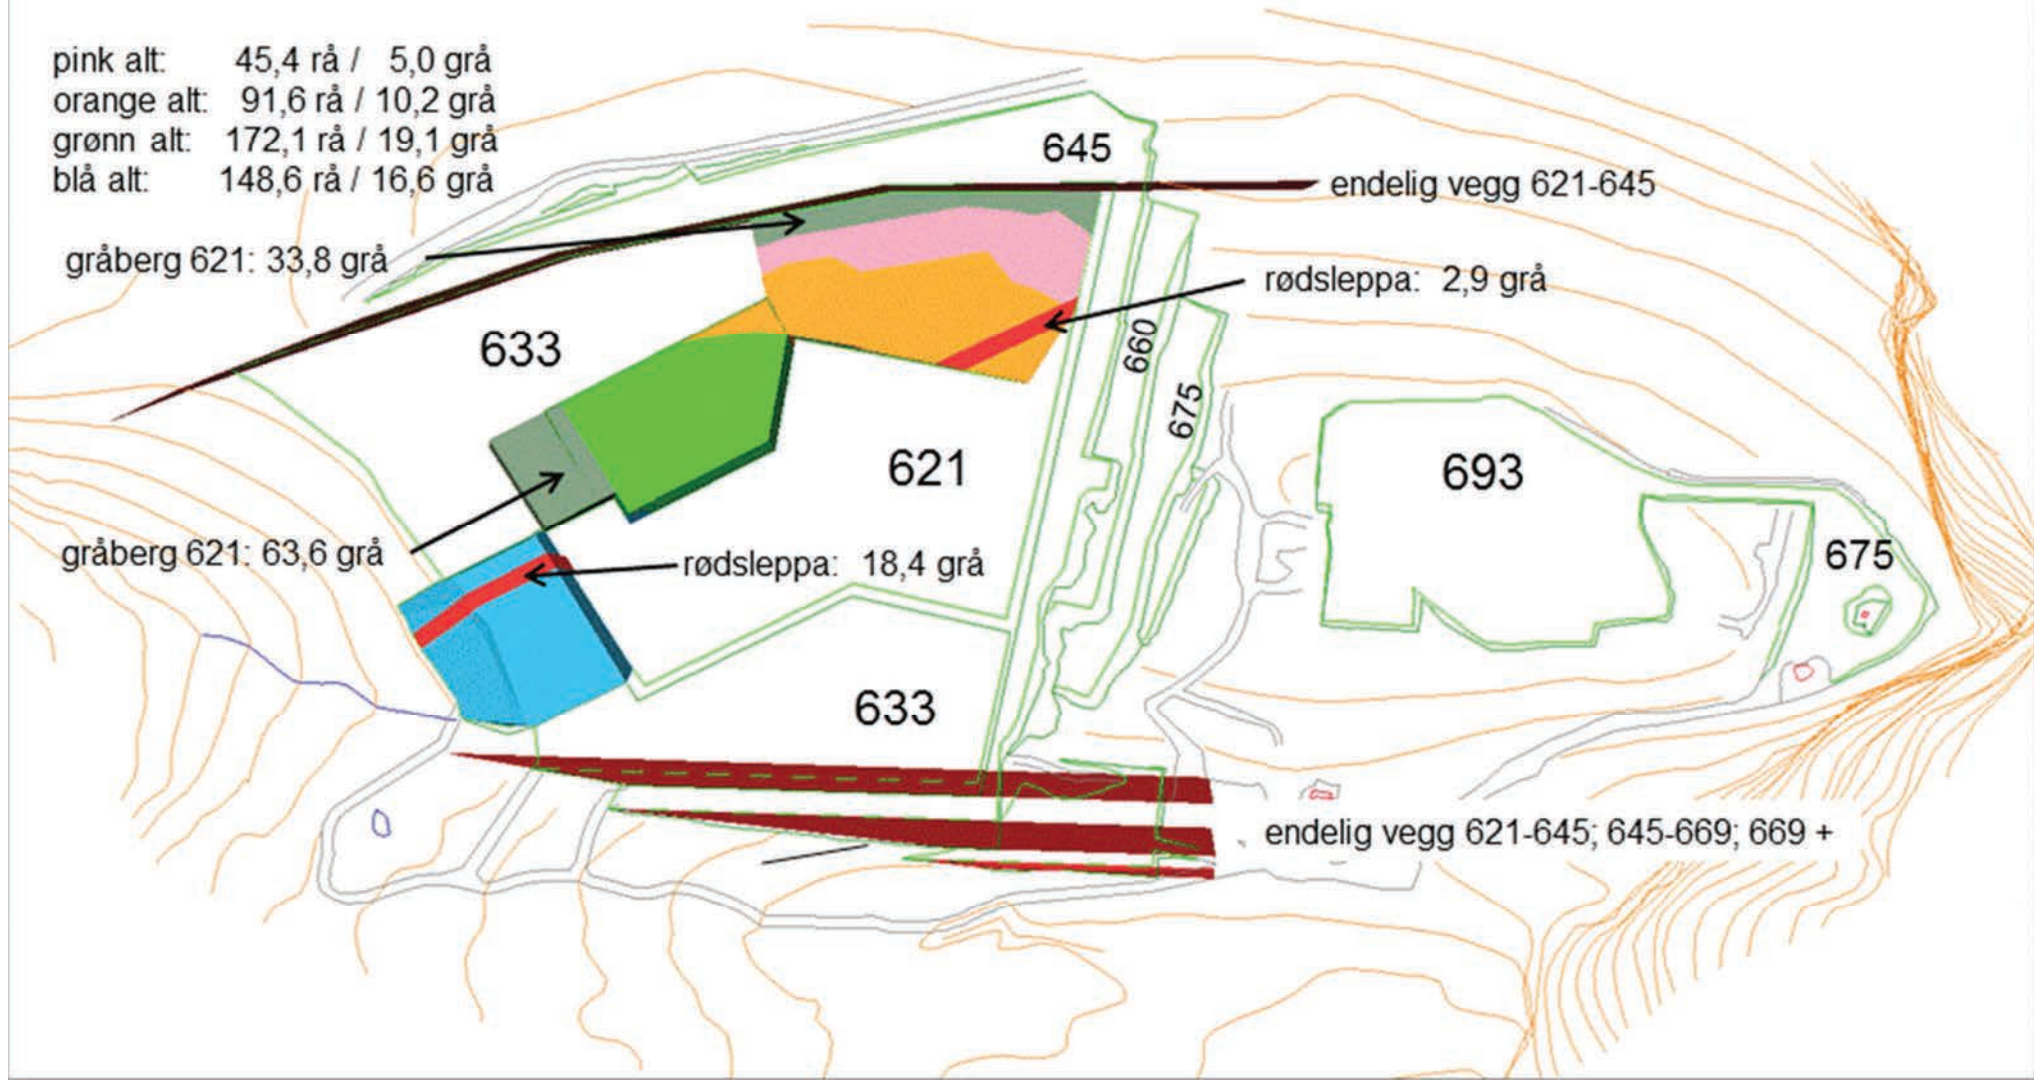 pink alt: 45,4 rå / 5,0 grå
orange alt: 91,6 rå / 10,2 grå
grønn alt: 172,1 rå / 19,1 grå
blå alt: 148,6 rå / 16,6 grå
645
endelig vegg 621-645
gråberg 621: 33,8 grå
rødsleppa: 2,9 grå
633
660
675
621
693
gråberg 621: 63,6 grå
rødsleppa: 18,4 grå
675
633
endelig vegg 621-645; 645-669; 669 +